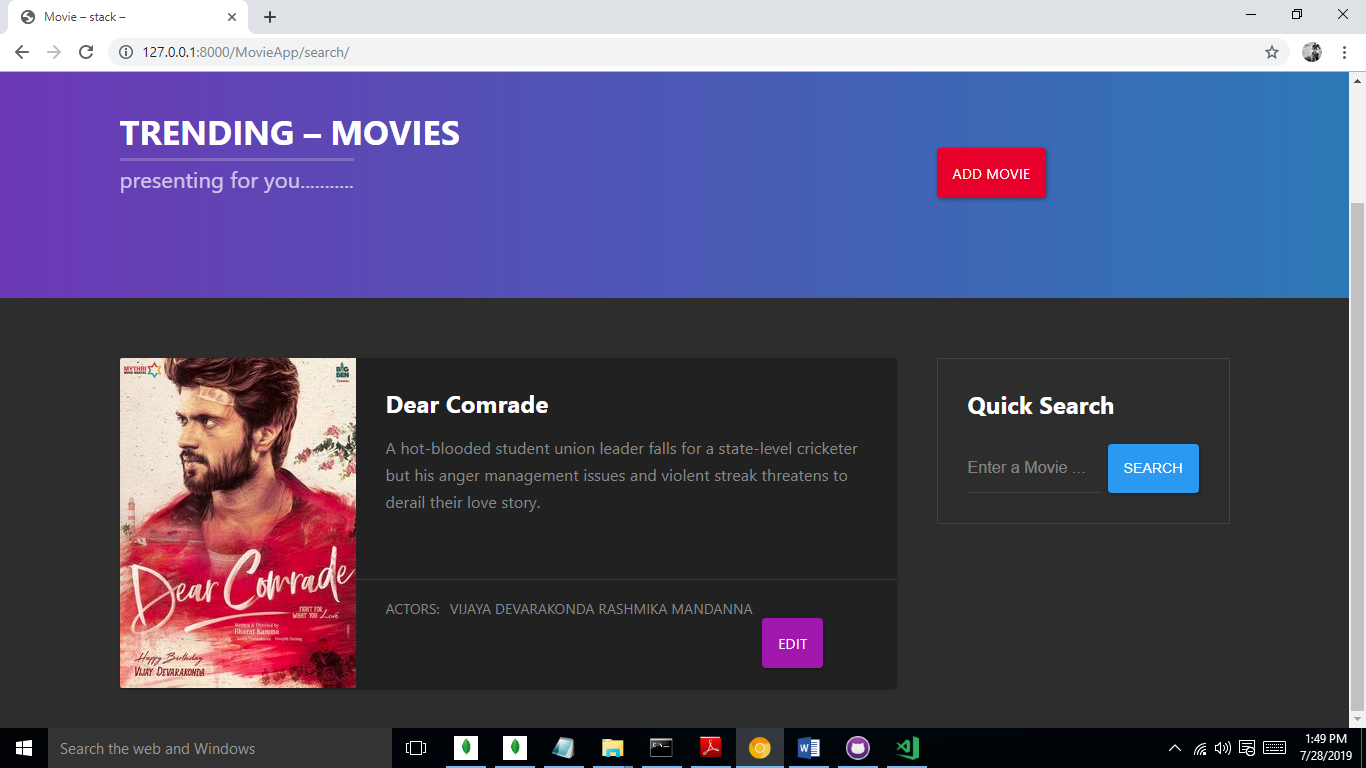 Movie – stack –
127.0.0.1:8000/MovieApp/search/
TRENDING – MOVIES
presenting for you...........
ADD MOVIE
MYTHRI
BIG BEN
Dear Comrade
FIGHT FOR
WHAT YOU Love
Written & Directed by
Bharat Kamma
Happy Birthday
VIJAY DEVARAKONDA
Dear Comrade
A hot-blooded student union leader falls for a state-level cricketer
but his anger management issues and violent streak threatens to
derail their love story.
ACTORS: VIJAYA DEVARAKONDA RASHMIKA MANDANNA
EDIT
Quick Search
Enter a Movie ...
SEARCH
Search the web and Windows
1:49 PM
7/28/2019